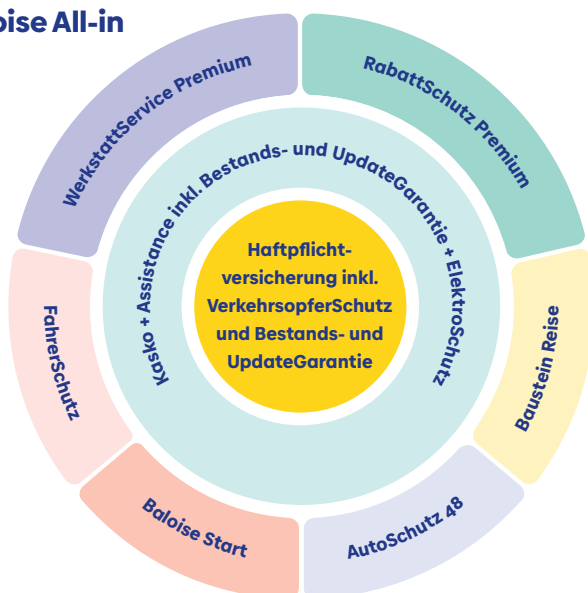 oise All-in
WerkstattService Premium
RabattSchutz Premium
Kasko + Assistance inkl. Bestands- und UpdateGarantie + ElektroSchutz
Haftpflicht-
versicherung inkl.
VerkehrsopferSchutz
und Bestands- und
UpdateGarantie
FahrerSchutz
Baustein Reise
Baloise Start
AutoSchutz 48